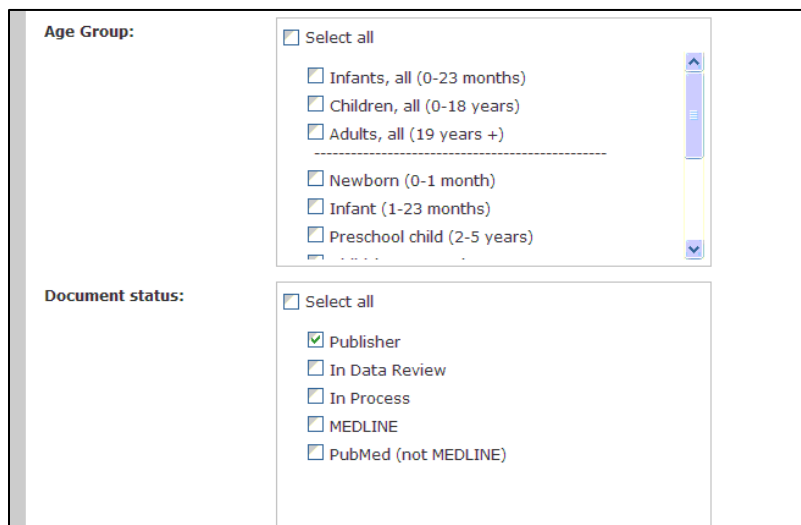 Age Group:
Select all
Infants, all (0-23 months)
Children, all (0-18 years)
Adults, all (19 years +)
------------------------------------------------
Newborn (0-1 month)
Infant (1-23 months)
Preschool child (2-5 years)
Document status:
Select all
Publisher
In Data Review
In Process
MEDLINE
PubMed (not MEDLINE)